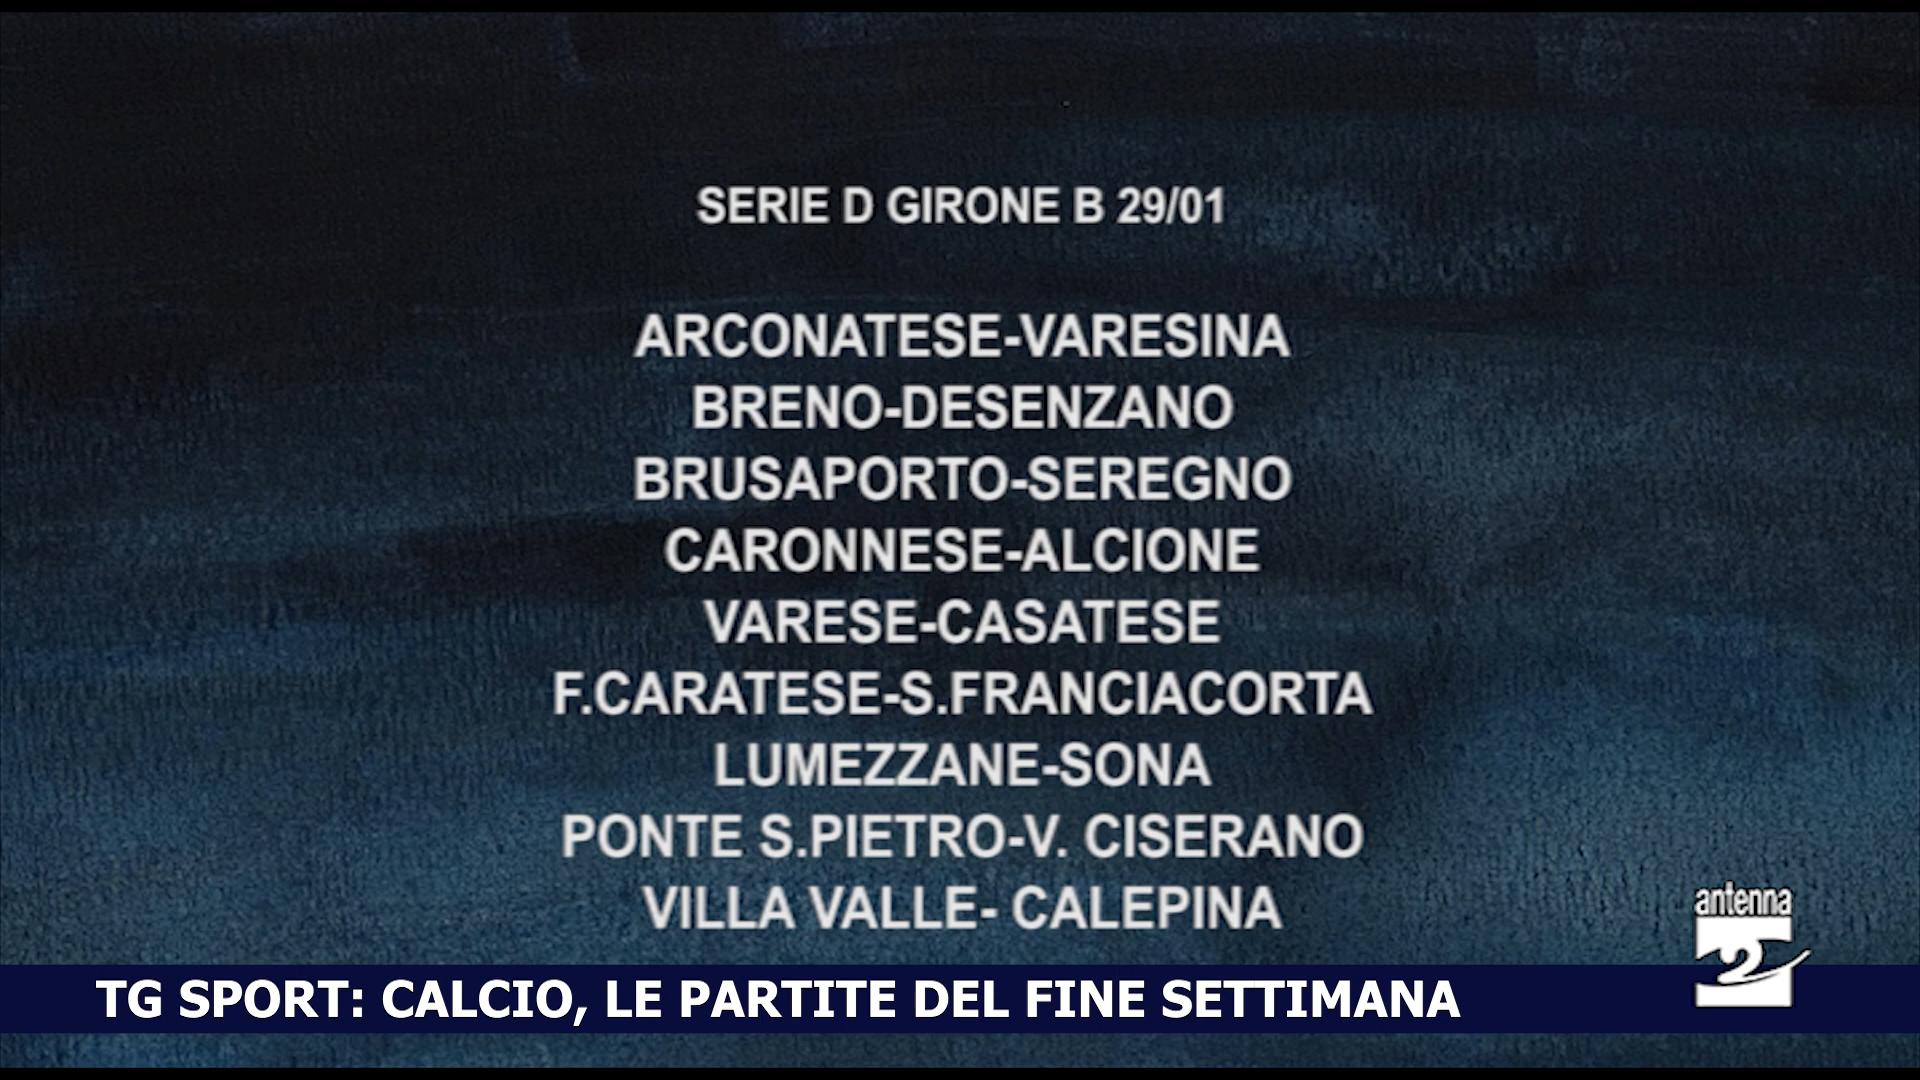 SERIE D GIRONE B 29/01
ARCONATESE-VARESINA
BRENO-DESENZANO
BRUSAPORTO-SEREGNO
CARONNESE-ALCIONE
VARESE-CASATESE
F.CARATESE-S.FRANCIACORTA
LUMEZZANE-SONA
PONTE S.PIETRO-V. CISERANO
VILLA VALLE- CALEPINA
antenna
2
TG SPORT: CALCIO, LE PARTITE DEL FINE SETTIMANA